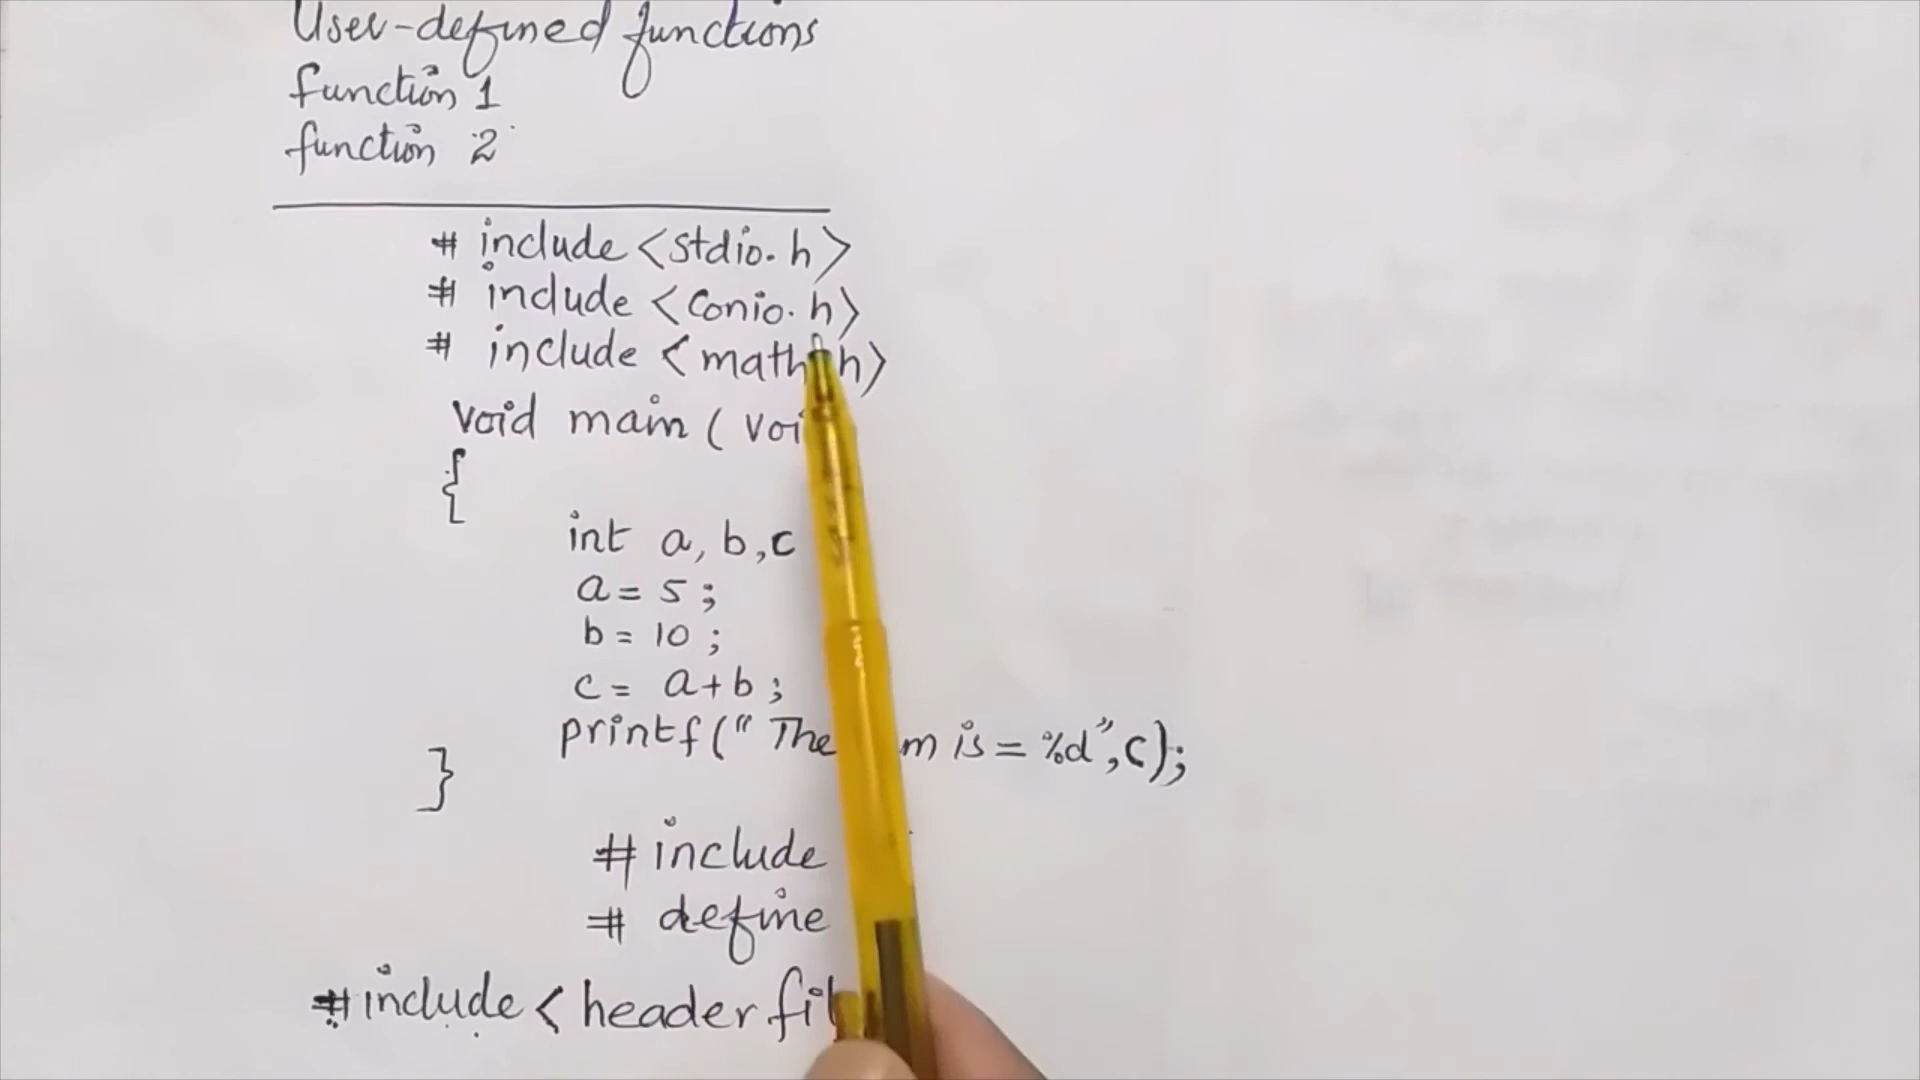 User-defined functions
function 1
function 2
# include <stdio.h>
# include <conio.h>
# include <math.h>
void main ( voi
{
int a, b, c
a = 5 ;
b = 10 ;
c = a+b ;
printf(" The m is = %d", c);
}
# include
# define
#include < header fil